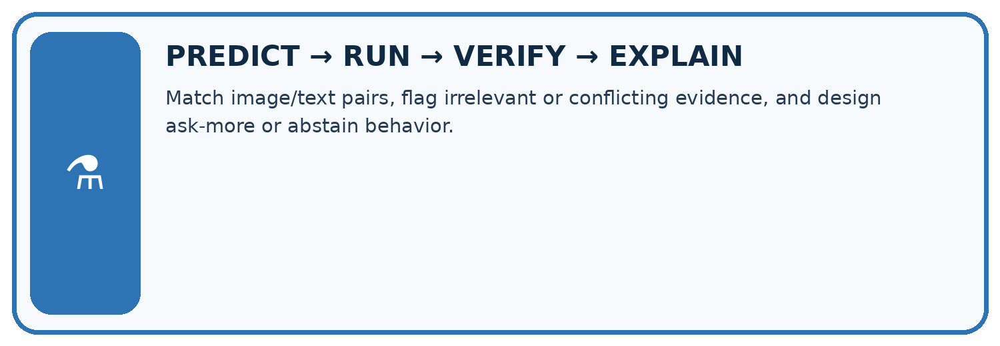 PREDICT → RUN → VERIFY → EXPLAIN
Match image/text pairs, flag irrelevant or conflicting evidence, and design
ask-more or abstain behavior.